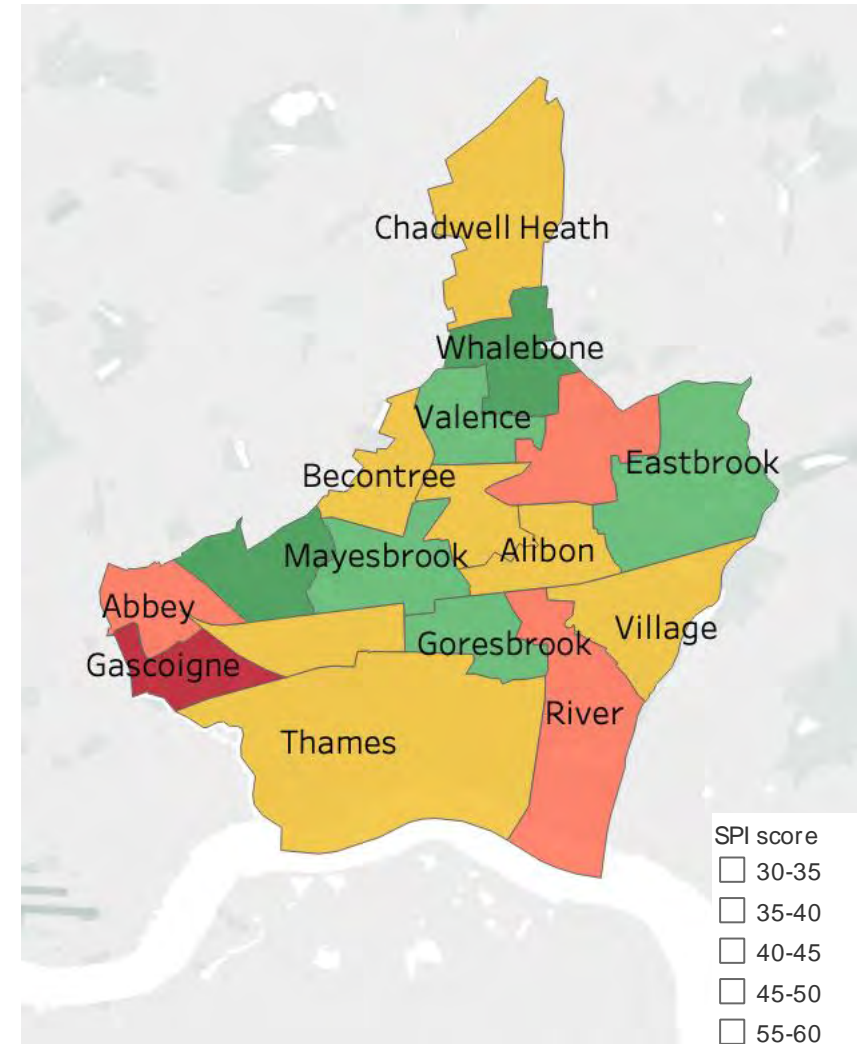 Chadwell Heath
Whalebone
Valence
Eastbrook
Becontree
Mayesbrook
Alibon
Abbey
Village
Goresbrook
Gascoigne
River
Thames
SPI score
30-35
35-40
40-45
45-50
55-60